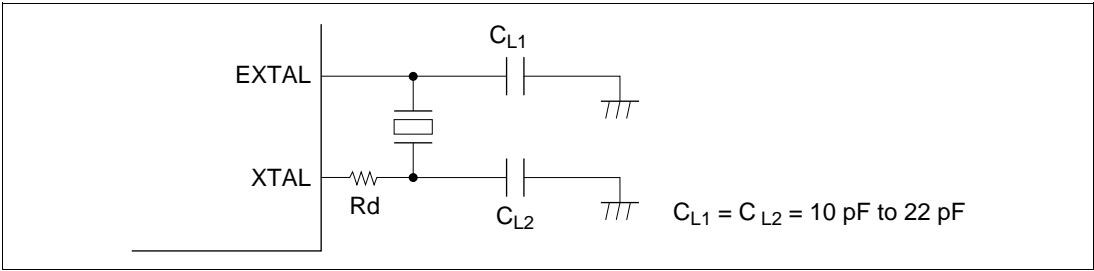 C_L1
EXTAL
XTAL
Rd
C_L2
C_L1 = C_L2 = 10 pF to 22 pF